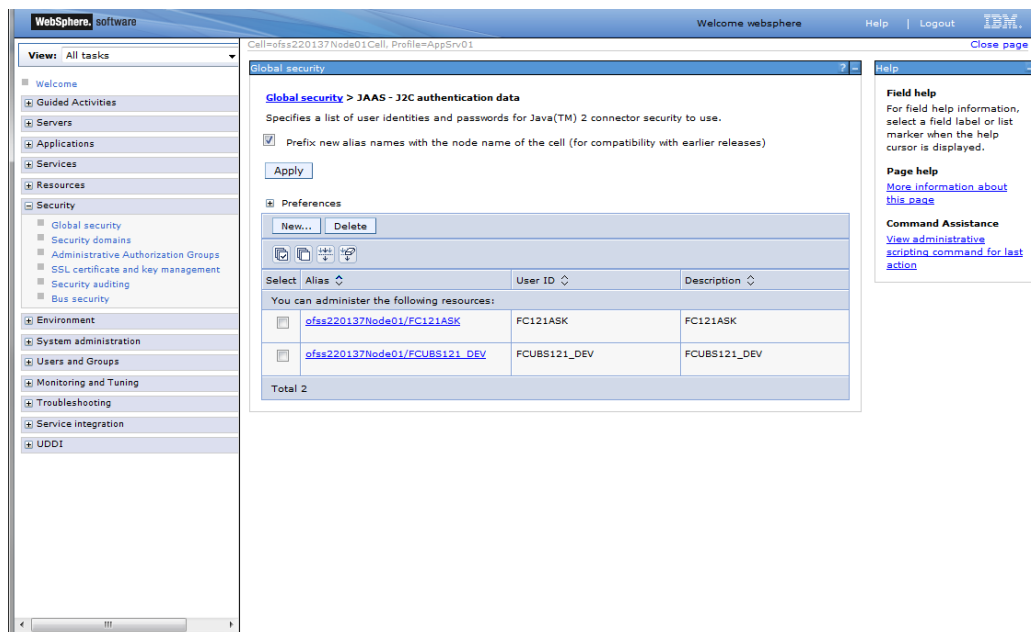 WebSphere. software
Welcome websphere
Help | Logout
IBM.
View: All tasks
Cell=ofss220137Node01Cell, Profile=AppSrv01
Close page
Welcome
Guided Activities
Servers
Applications
Services
Resources
Security
Global security
Security domains
Administrative Authorization Groups
SSL certificate and key management
Security auditing
Bus security
Environment
System administration
Users and Groups
Monitoring and Tuning
Troubleshooting
Service integration
UDDI
Global security
Global security > JAAS - J2C authentication data
Specifies a list of user identities and passwords for Java(TM) 2 connector security to use.
Prefix new alias names with the node name of the cell (for compatibility with earlier releases)
Apply
Preferences
New... Delete
Select Alias User ID Description
You can administer the following resources:
ofss220137Node01/FC121ASK FC121ASK FC121ASK
ofss220137Node01/FCUBS121_DEV FCUBS121_DEV FCUBS121_DEV
Total 2
Help
Field help
For field help information,
select a field label or list
marker when the help
cursor is displayed.
Page help
More information about
this page
Command Assistance
View administrative
scripting command for last
action